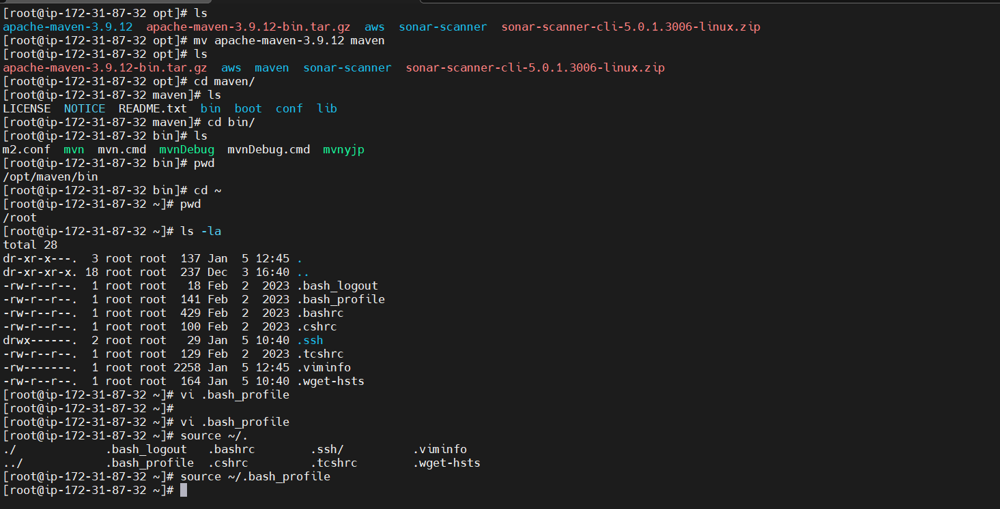 [root@ip-172-31-87-32 opt]# ls
apache-maven-3.9.12  apache-maven-3.9.12-bin.tar.gz  aws  sonar-scanner  sonar-scanner-cli-5.0.1.3006-linux.zip
[root@ip-172-31-87-32 opt]# mv apache-maven-3.9.12 maven
[root@ip-172-31-87-32 opt]# ls
apache-maven-3.9.12-bin.tar.gz  aws  maven  sonar-scanner  sonar-scanner-cli-5.0.1.3006-linux.zip
[root@ip-172-31-87-32 opt]# cd maven/
[root@ip-172-31-87-32 maven]# ls
LICENSE  NOTICE  README.txt  bin  boot  conf  lib
[root@ip-172-31-87-32 maven]# cd bin/
[root@ip-172-31-87-32 bin]# ls
m2.conf  mvn  mvn.cmd  mvnDebug  mvnDebug.cmd  mvnyjp
[root@ip-172-31-87-32 bin]# pwd
/opt/maven/bin
[root@ip-172-31-87-32 bin]# cd ~
[root@ip-172-31-87-32 ~]# pwd
/root
[root@ip-172-31-87-32 ~]# ls -la
total 28
dr-xr-x---.  3 root root  137 Jan  5 12:45 .
dr-xr-xr-x. 18 root root  237 Dec  3 16:40 ..
-rw-r--r--.  1 root root   18 Feb  2  2023 .bash_logout
-rw-r--r--.  1 root root  141 Feb  2  2023 .bash_profile
-rw-r--r--.  1 root root  429 Feb  2  2023 .bashrc
-rw-r--r--.  1 root root  100 Feb  2  2023 .cshrc
drwx------.  2 root root   29 Jan  5 10:40 .ssh
-rw-r--r--.  1 root root  129 Feb  2  2023 .tcshrc
-rw-------.  1 root root 2258 Jan  5 12:45 .viminfo
-rw-r--r--.  1 root root  164 Jan  5 10:40 .wget-hsts
[root@ip-172-31-87-32 ~]# vi .bash_profile
[root@ip-172-31-87-32 ~]#
[root@ip-172-31-87-32 ~]# vi .bash_profile
[root@ip-172-31-87-32 ~]# source ~/.
./             .bash_logout   .bashrc        .ssh/          .viminfo
../            .bash_profile  .cshrc         .tcshrc        .wget-hsts
[root@ip-172-31-87-32 ~]# source ~/.bash_profile
[root@ip-172-31-87-32 ~]#